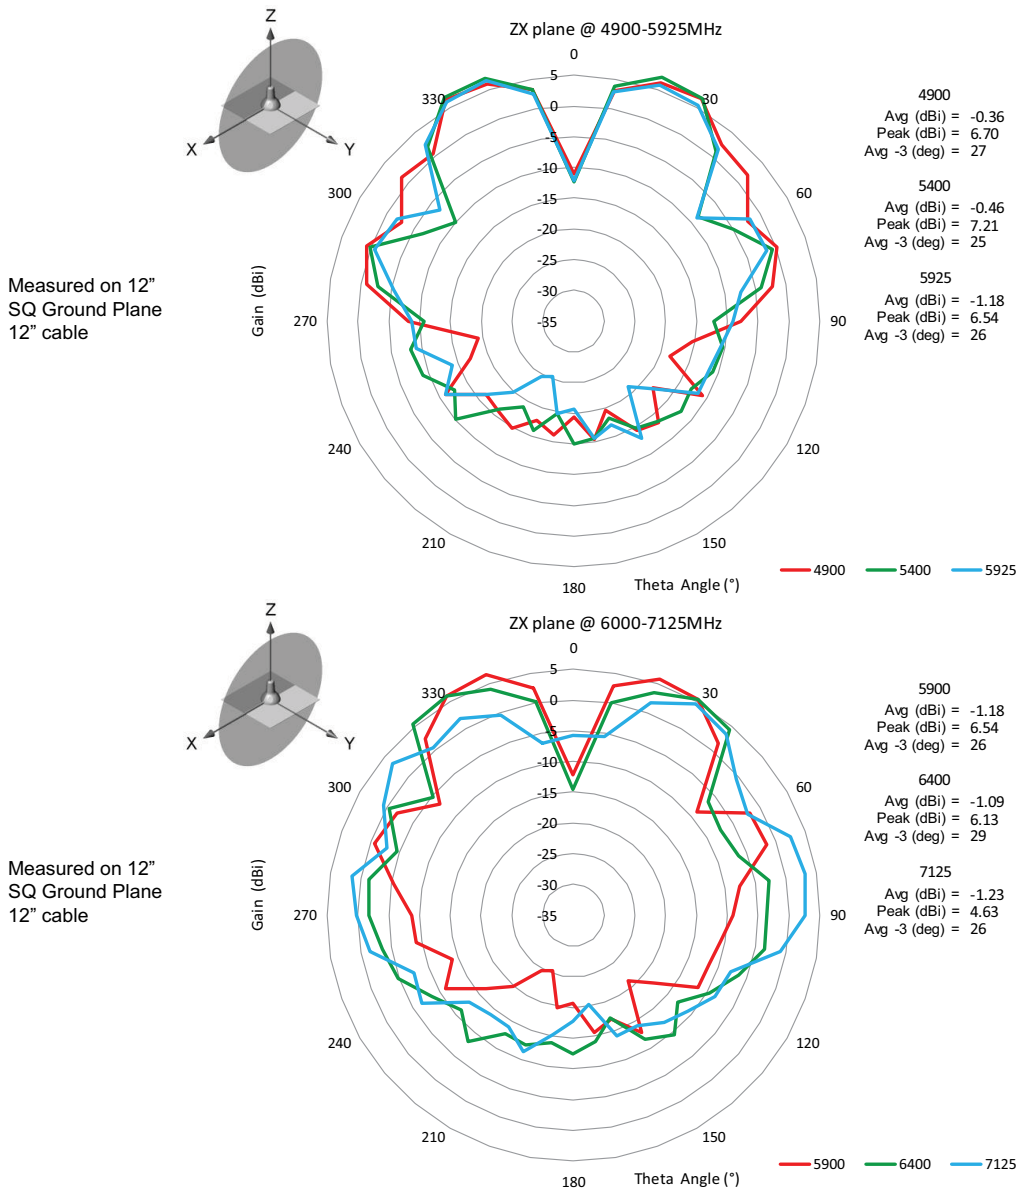 Z
X
Y
Measured on 12”
SQ Ground Plane
12” cable
ZX plane @ 4900-5925MHz
0
30
60
90
120
150
180
210
240
270
300
330
5
0
-5
-10
-15
-20
-25
-30
-35
Gain (dBi)
Theta Angle (°)
4900
Avg (dBi) = -0.36
Peak (dBi) = 6.70
Avg -3 (deg) = 27
5400
Avg (dBi) = -0.46
Peak (dBi) = 7.21
Avg -3 (deg) = 25
5925
Avg (dBi) = -1.18
Peak (dBi) = 6.54
Avg -3 (deg) = 26
4900 5400 5925
Z
X
Y
Measured on 12”
SQ Ground Plane
12” cable
ZX plane @ 6000-7125MHz
0
30
60
90
120
150
180
210
240
270
300
330
5
0
-5
-10
-15
-20
-25
-30
-35
Gain (dBi)
Theta Angle (°)
5900
Avg (dBi) = -1.18
Peak (dBi) = 6.54
Avg -3 (deg) = 26
6400
Avg (dBi) = -1.09
Peak (dBi) = 6.13
Avg -3 (deg) = 29
7125
Avg (dBi) = -1.23
Peak (dBi) = 4.63
Avg -3 (deg) = 26
5900 6400 7125